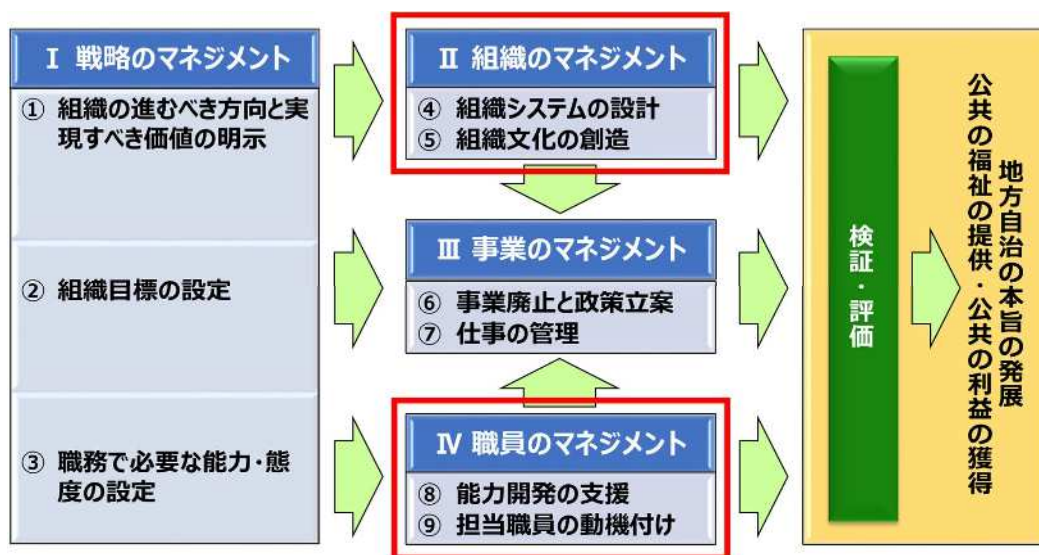 Ⅰ 戦略のマネジメント
① 組織の進むべき方向と実
現すべき価値の明示
② 組織目標の設定
③ 職務で必要な能力・態
度の設定
Ⅱ 組織のマネジメント
④ 組織システムの設計
⑤ 組織文化の創造
Ⅲ 事業のマネジメント
⑥ 事業廃止と政策立案
⑦ 仕事の管理
Ⅳ 職員のマネジメント
⑧ 能力開発の支援
⑨ 担当職員の動機付け
検証・評価
地方自治の本旨の発展
公共の福祉の提供・公共の利益の獲得